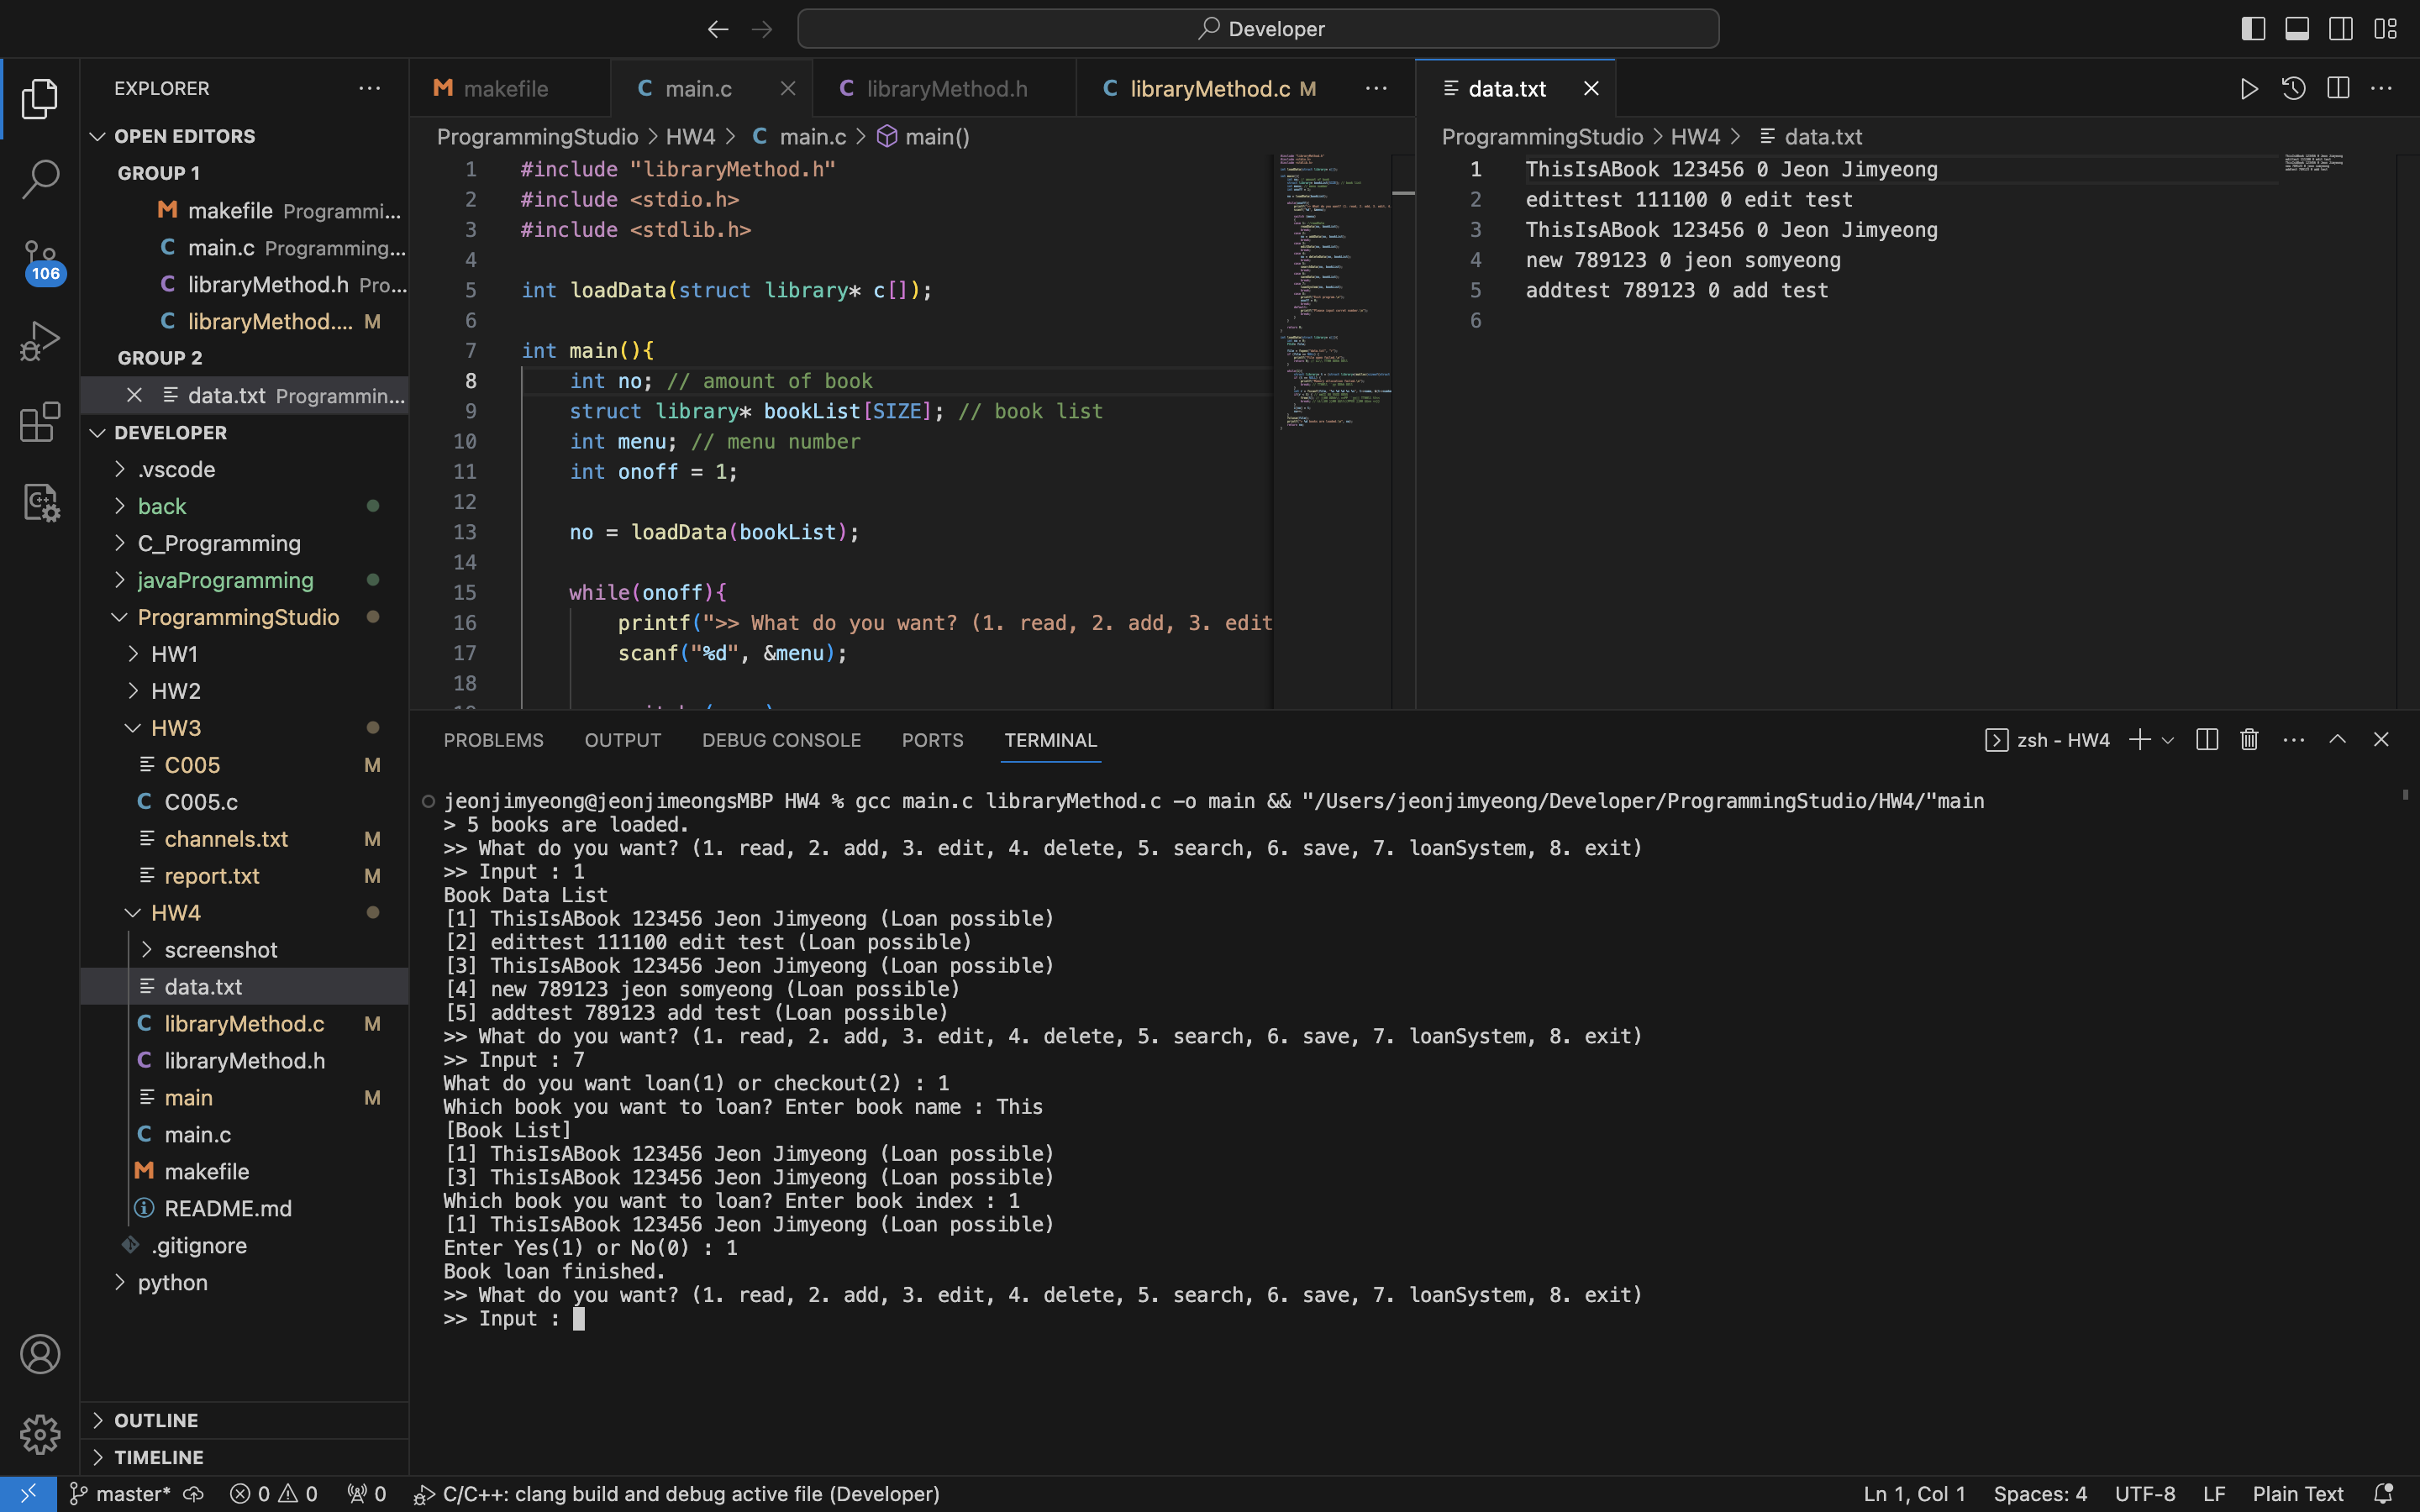 Developer
EXPLORER
OPEN EDITORS
GROUP 1
makefile Programmi...
main.c Programming...
libraryMethod.h Pro...
libraryMethod.... M
GROUP 2
data.txt Programmin...
DEVELOPER
.vscode
back
C_Programming
javaProgramming
ProgrammingStudio
HW1
HW2
HW3
C005 M
C005.c
channels.txt M
report.txt M
HW4
screenshot
data.txt
libraryMethod.c M
libraryMethod.h
main M
main.c
makefile
README.md
.gitignore
python
OUTLINE
TIMELINE
106
makefile
main.c
libraryMethod.h
libraryMethod.c M
ProgrammingStudio > HW4 > C main.c > main()
1 #include "libraryMethod.h"
2 #include <stdio.h>
3 #include <stdlib.h>
4
5 int loadData(struct library* c[]);
6
7 int main(){
8 int no; // amount of book
9 struct library* bookList[SIZE]; // book list
10 int menu; // menu number
11 int onoff = 1;
12
13 no = loadData(bookList);
14
15 while(onoff){
16 printf(">> What do you want? (1. read, 2. add, 3. edit
17 scanf("%d", &menu);
18
data.txt
ProgrammingStudio > HW4 > data.txt
1 ThisIsABook 123456 0 Jeon Jimyeong
2 edittest 111100 0 edit test
3 ThisIsABook 123456 0 Jeon Jimyeong
4 new 789123 0 jeon somyeong
5 addtest 789123 0 add test
6
PROBLEMS OUTPUT DEBUG CONSOLE PORTS TERMINAL
zsh - HW4
jeonjimyeong@jeonjimeongsMBP HW4 % gcc main.c libraryMethod.c -o main && "/Users/jeonjimyeong/Developer/ProgrammingStudio/HW4/"main
> 5 books are loaded.
>> What do you want? (1. read, 2. add, 3. edit, 4. delete, 5. search, 6. save, 7. loanSystem, 8. exit)
>> Input : 1
Book Data List
[1] ThisIsABook 123456 Jeon Jimyeong (Loan possible)
[2] edittest 111100 edit test (Loan possible)
[3] ThisIsABook 123456 Jeon Jimyeong (Loan possible)
[4] new 789123 jeon somyeong (Loan possible)
[5] addtest 789123 add test (Loan possible)
>> What do you want? (1. read, 2. add, 3. edit, 4. delete, 5. search, 6. save, 7. loanSystem, 8. exit)
>> Input : 7
What do you want loan(1) or checkout(2) : 1
Which book you want to loan? Enter book name : This
[Book List]
[1] ThisIsABook 123456 Jeon Jimyeong (Loan possible)
[3] ThisIsABook 123456 Jeon Jimyeong (Loan possible)
Which book you want to loan? Enter book index : 1
[1] ThisIsABook 123456 Jeon Jimyeong (Loan possible)
Enter Yes(1) or No(0) : 1
Book loan finished.
>> What do you want? (1. read, 2. add, 3. edit, 4. delete, 5. search, 6. save, 7. loanSystem, 8. exit)
>> Input :
master* 0 0 0 C/C++: clang build and debug active file (Developer)
Ln 1, Col 1 Spaces: 4 UTF-8 LF Plain Text